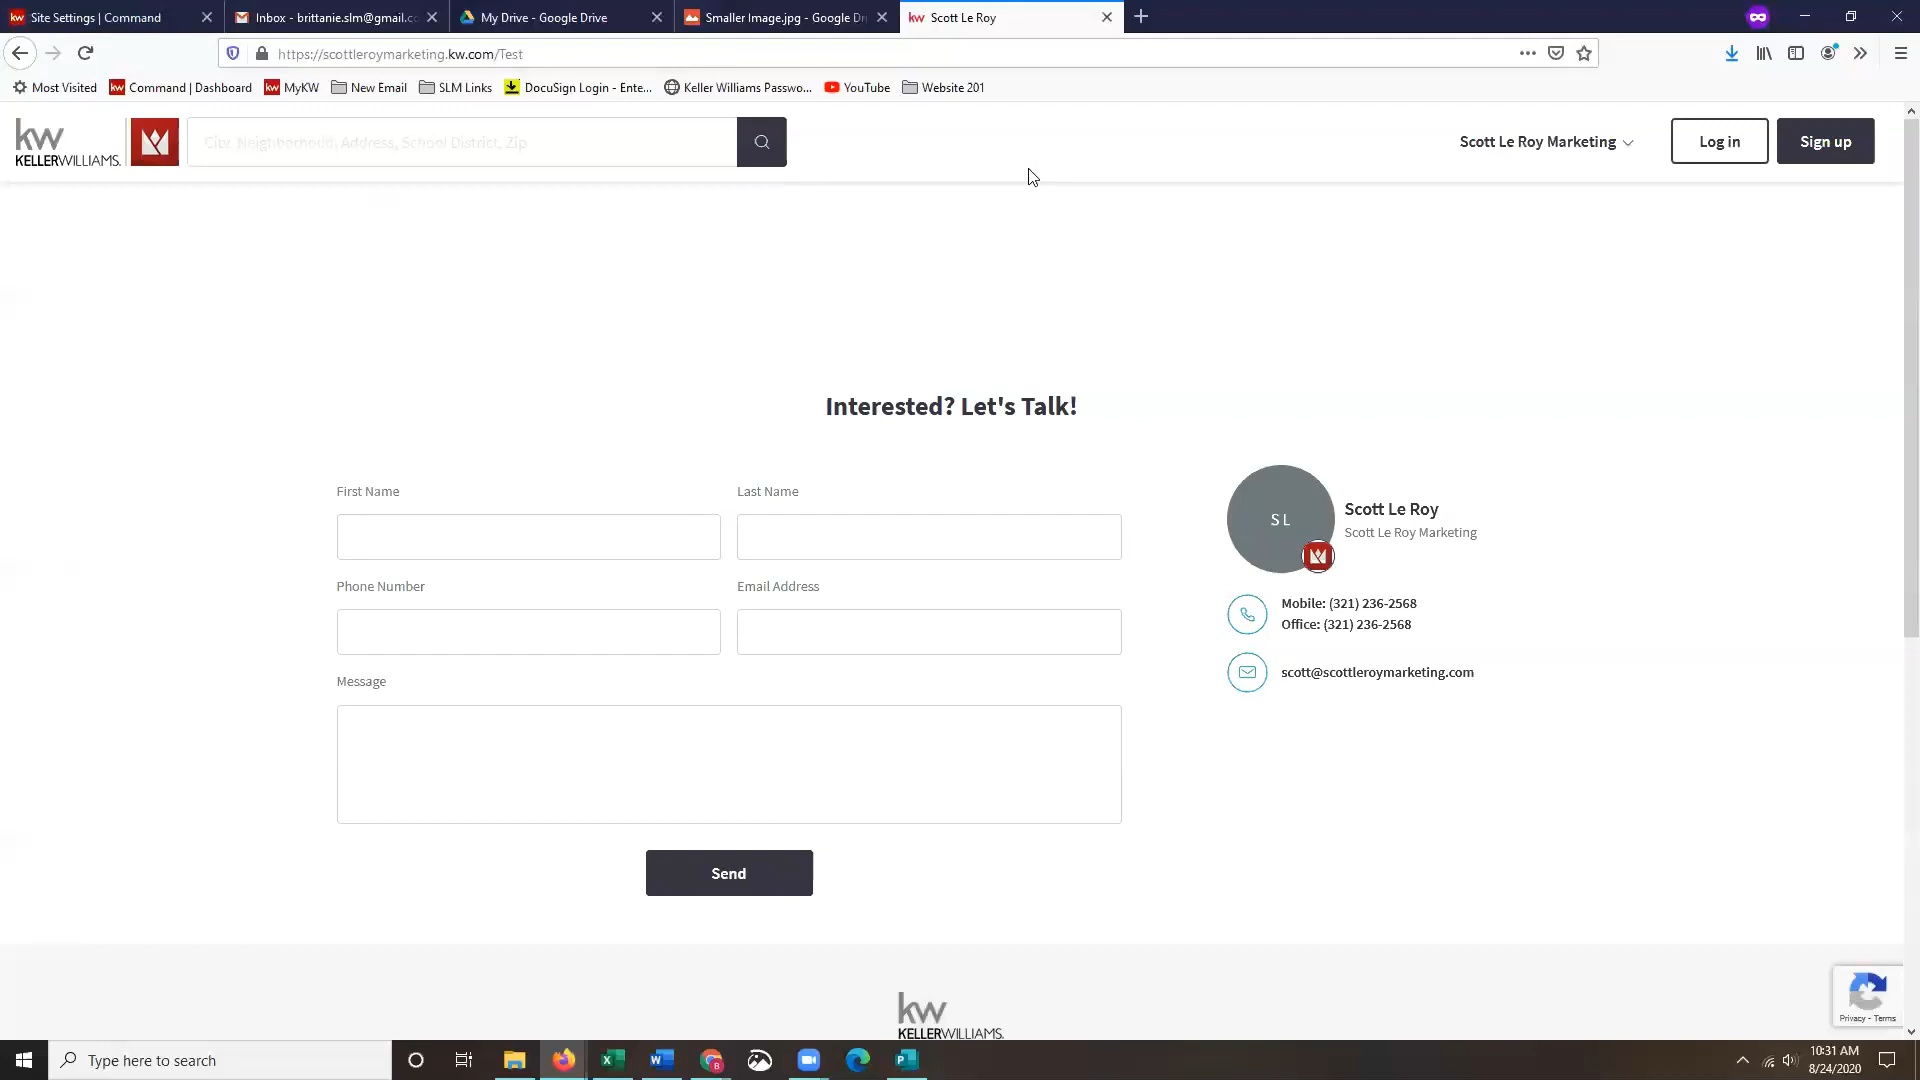 Site Settings | Command
Inbox - brittanie.slm@gmail.c
My Drive - Google Drive
Smaller Image.jpg - Google Dr
Scott Le Roy
https://scottleroymarketing.kw.com/Test
Most Visited
Command | Dashboard
MyKW
New Email
SLM Links
DocuSign Login - Ente...
Keller Williams Passwo...
YouTube
Website 201
kw
KELLERWILLIAMS.
City, Neighborhood, Address, School District, Zip
Scott Le Roy Marketing
Log in
Sign up
Interested? Let's Talk!
First Name
Last Name
Phone Number
Email Address
Message
Send
S L
Scott Le Roy
Scott Le Roy Marketing
Mobile: (321) 236-2568
Office: (321) 236-2568
scott@scottleroymarketing.com
kw
KELLERWILLIAMS.
Privacy - Terms
Type here to search
10:31 AM
8/24/2020